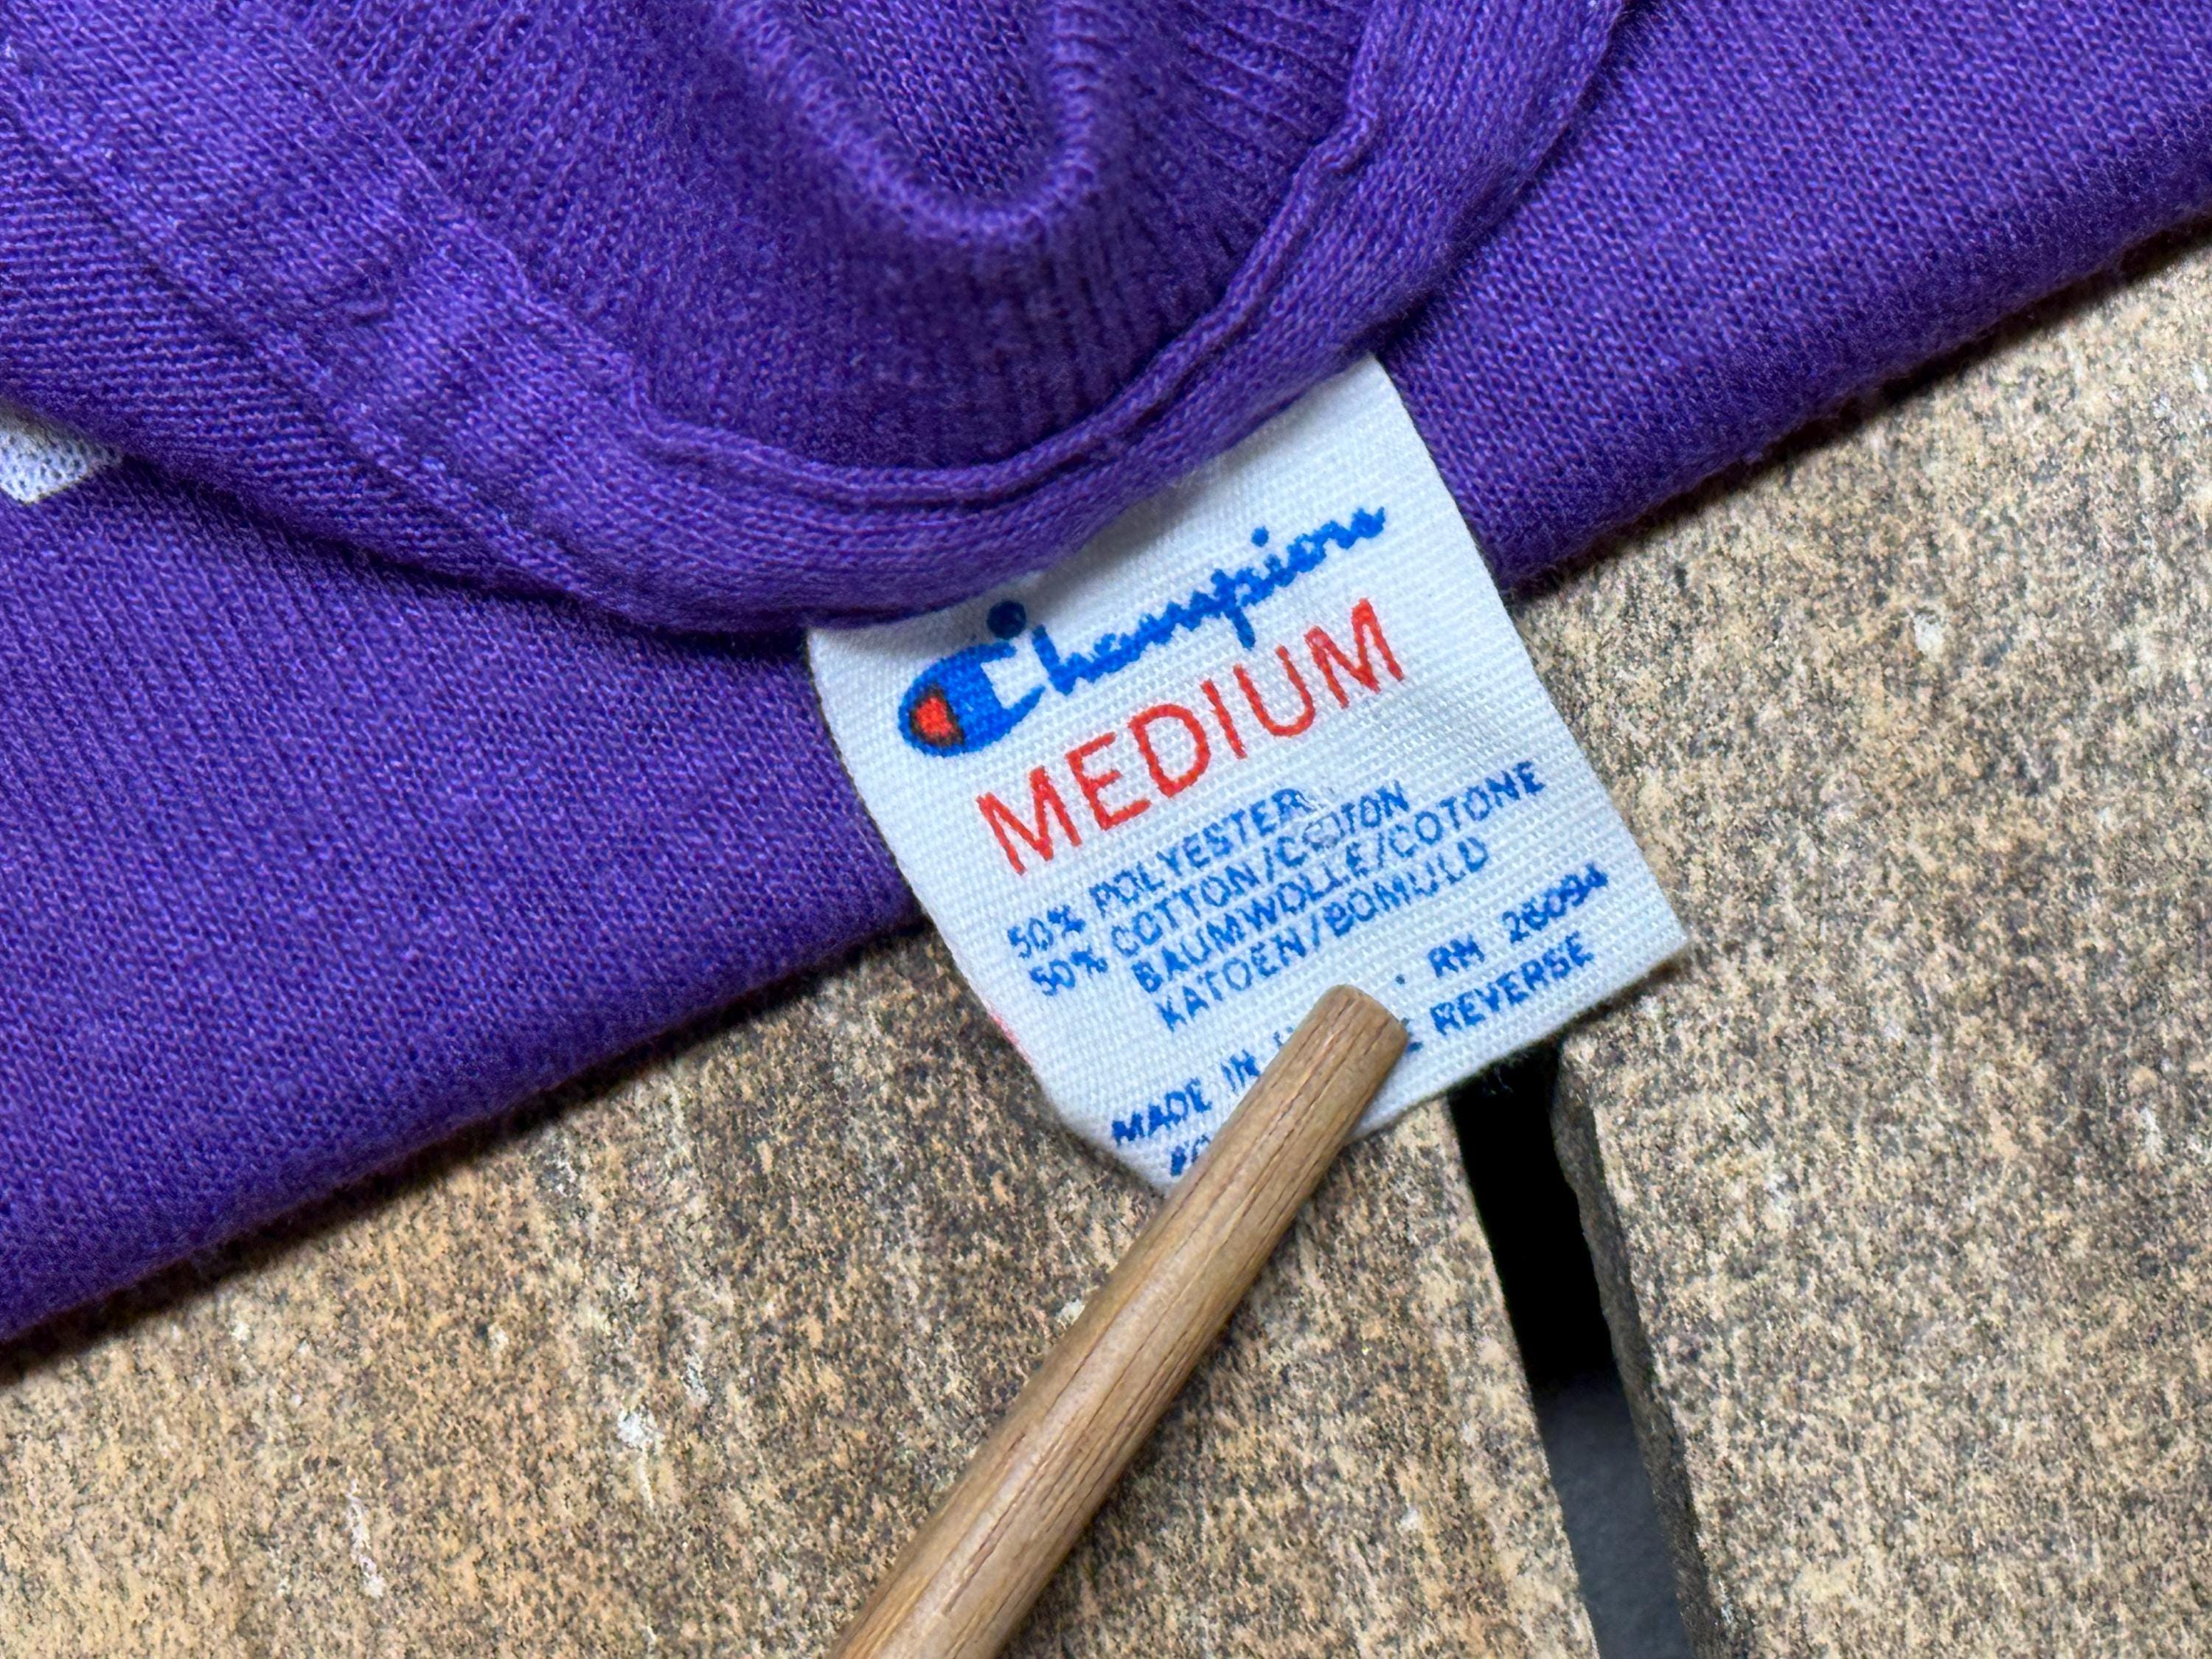 Champion
MEDIUM
50% POLYESTER
50% COTTON/COTON
BAUMWOLLE/COTONE
KATOEN/BOMULD
RN 26094
MADE IN
REVERSE